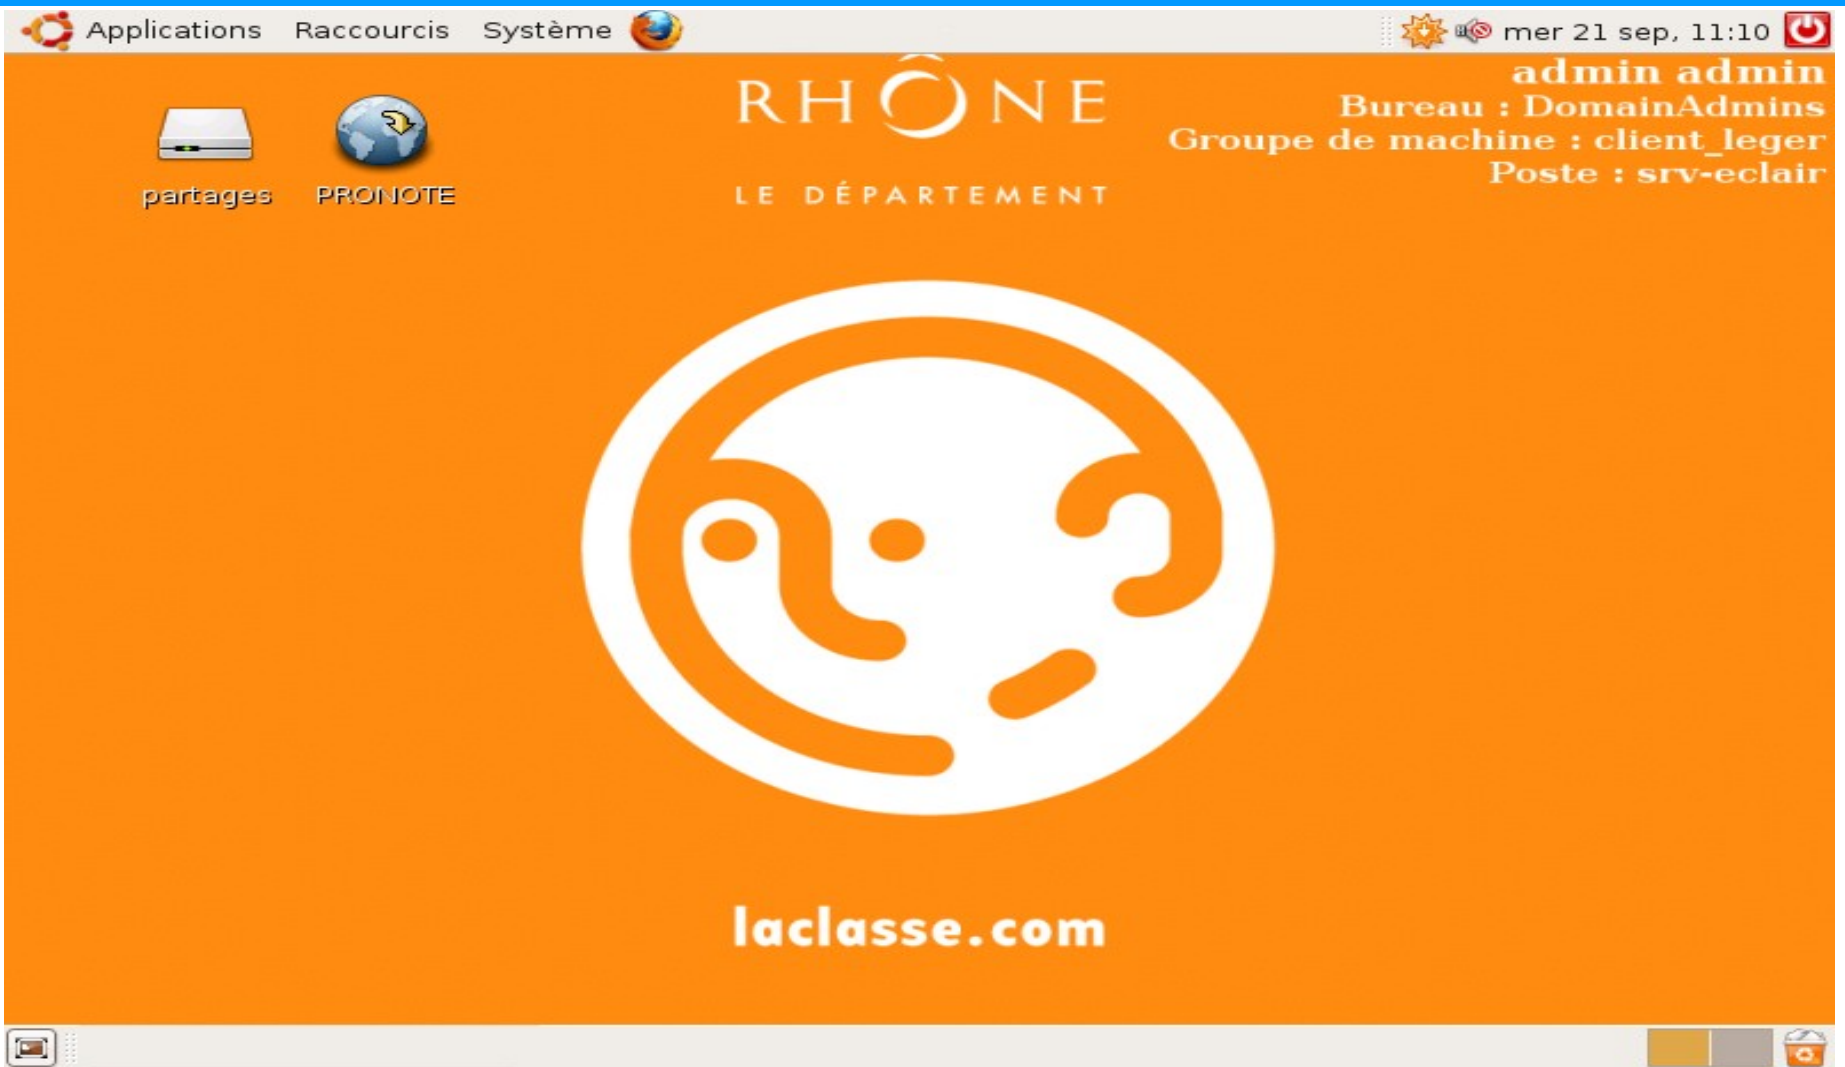 Applications Raccourcis Système mer 21 sep, 11:10
admin admin
Bureau : DomainAdmins
Groupe de machine : client_leger
Poste : srv-eclair
RHÔNE
LE DÉPARTEMENT
partages PRONOTE
laclasse.com